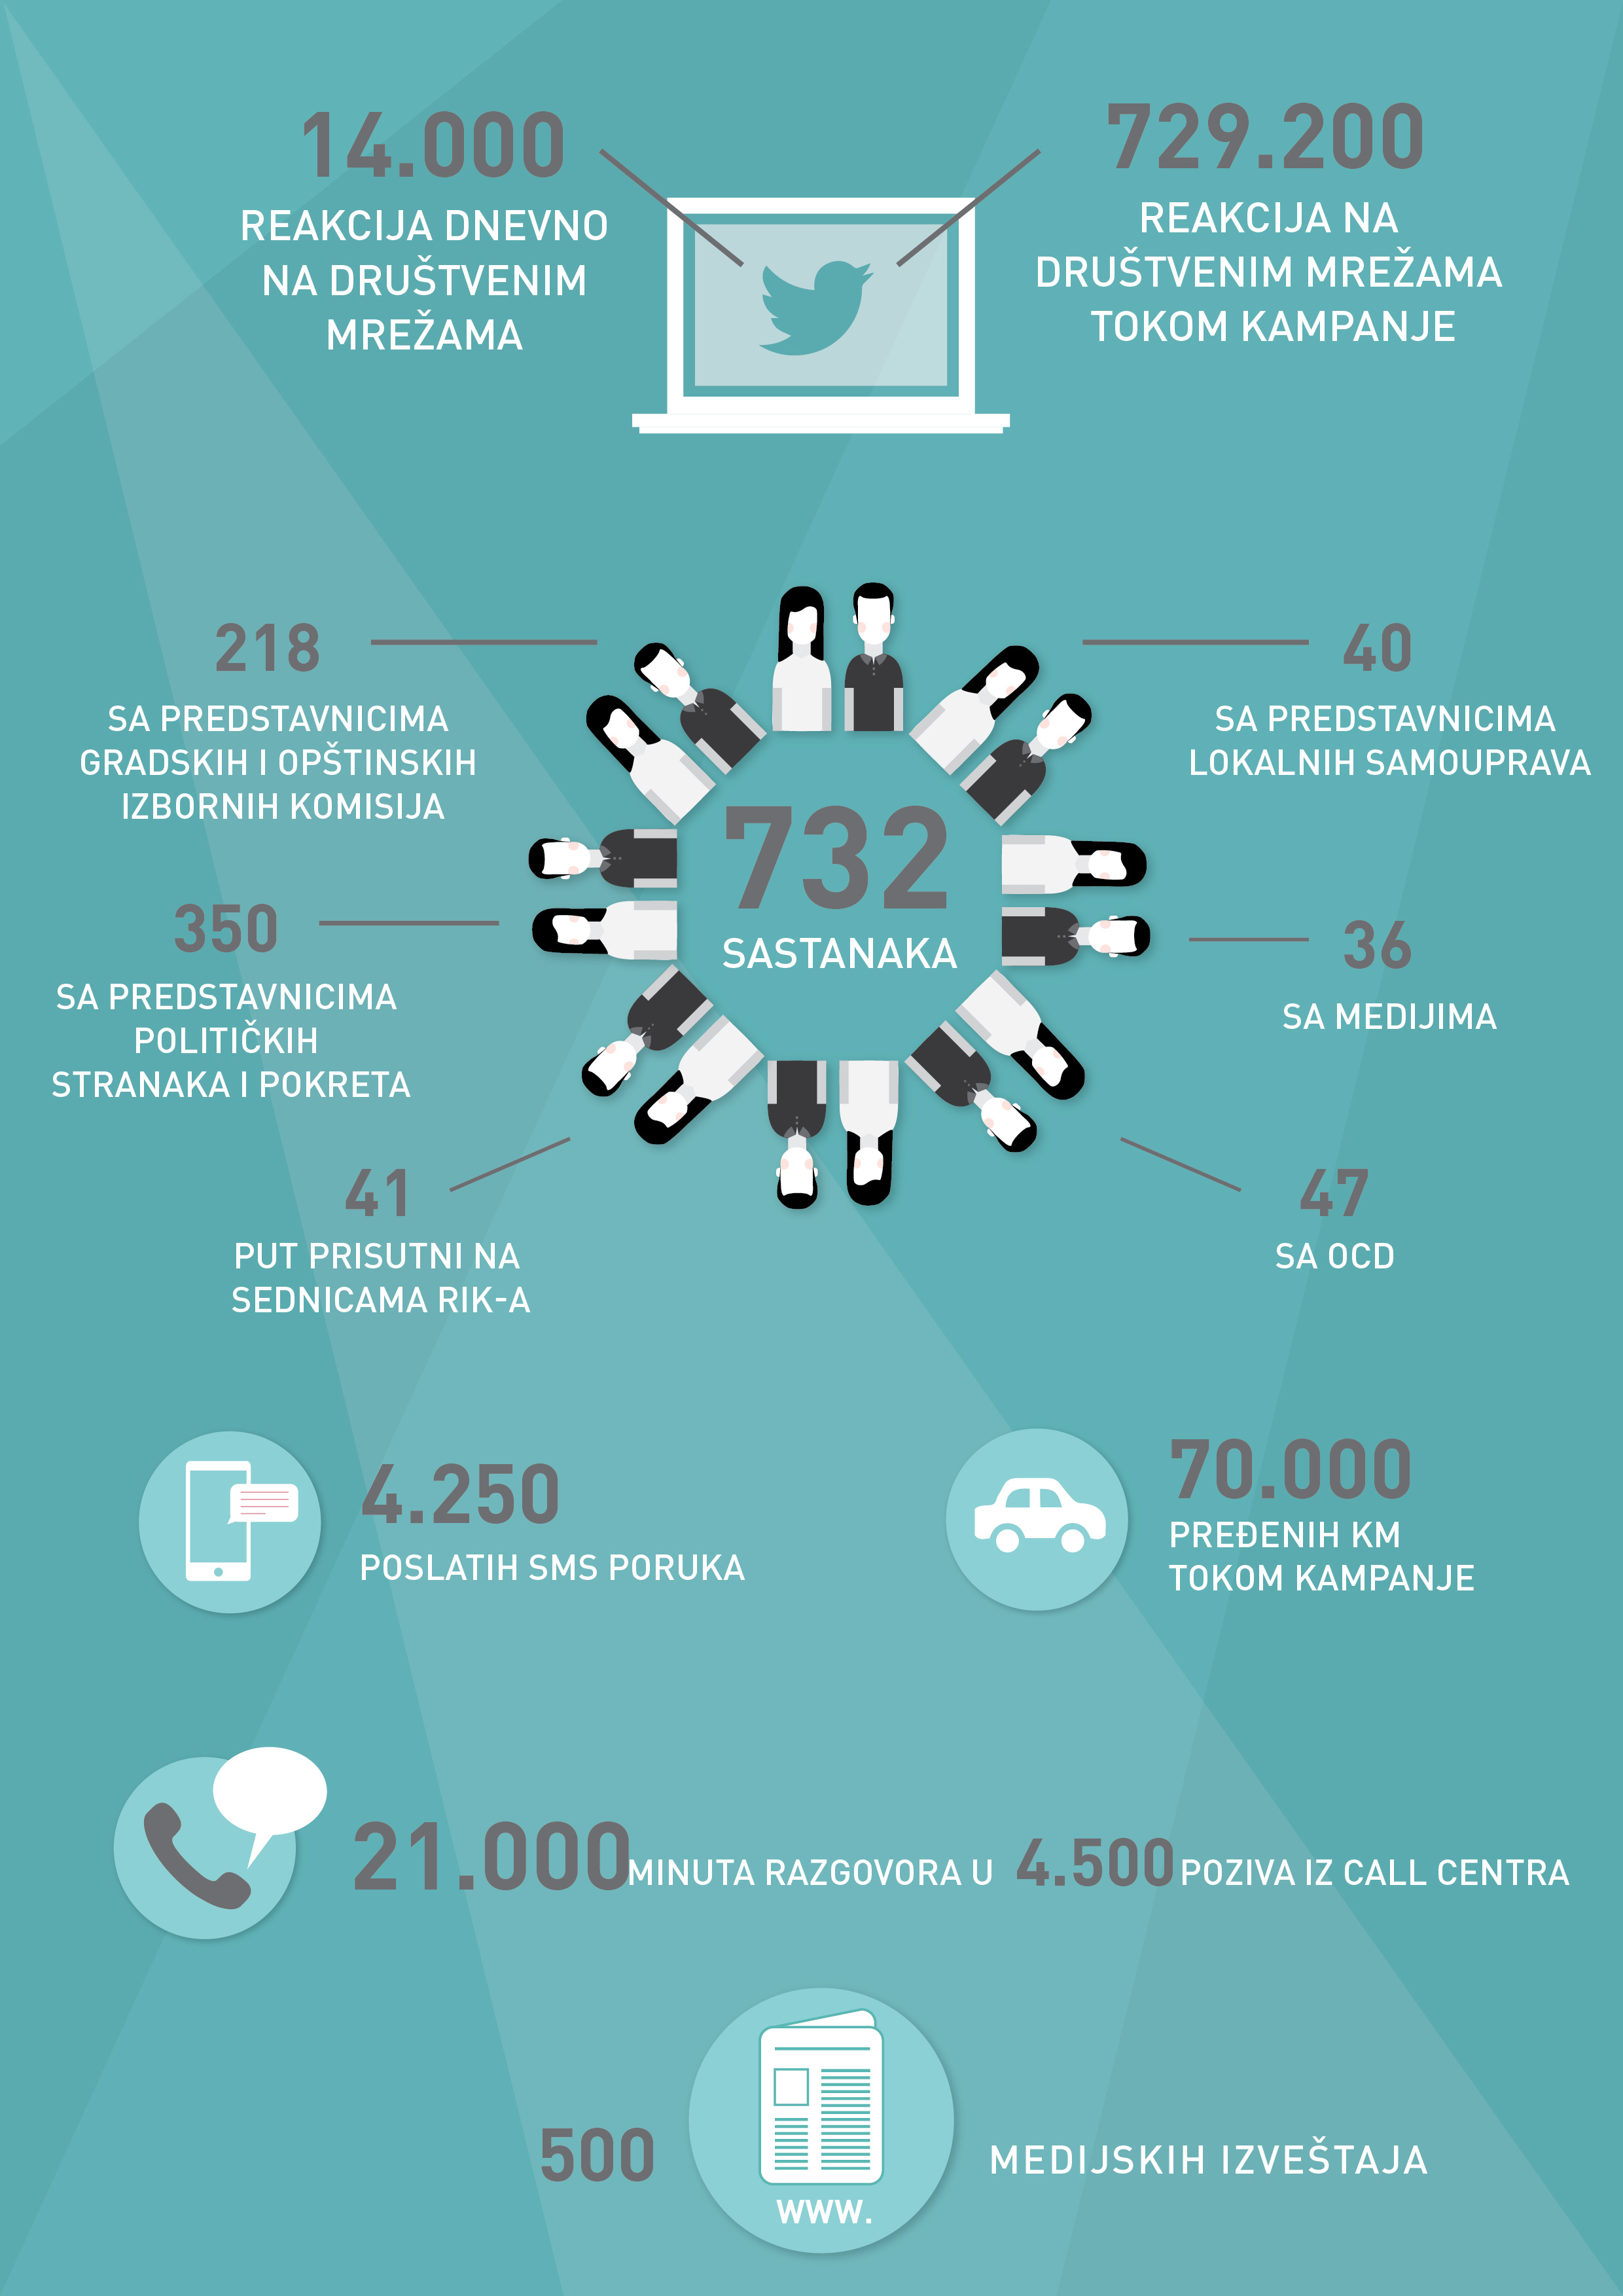 14.000
REAKCIJA DNEVNO
NA DRUŠTVENIM
MREŽAMA
729.200
REAKCIJA NA
DRUŠTVENIM MREŽAMA
TOKOM KAMPANJE
218
SA PREDSTAVNICIMA
GRADSKIH I OPŠTINSKIH
IZBORNIH KOMISIJA
40
SA PREDSTAVNICIMA
LOKALNIH SAMOUPRAVA
732
SASTANAKA
350
SA PREDSTAVNICIMA
POLITIČKIH
STRANAKA I POKRETA
36
SA MEDIJIMA
41
PUT PRISUTNI NA
SEDNICAMA RIK-A
47
SA OCD
4.250
POSLATIH SMS PORUKA
70.000
PREĐENIH KM
TOKOM KAMPANJE
21.000 MINUTA RAZGOVORA U 4.500 POZIVA IZ CALL CENTRA
500
MEDIJSKIH IZVEŠTAJA
WWW.